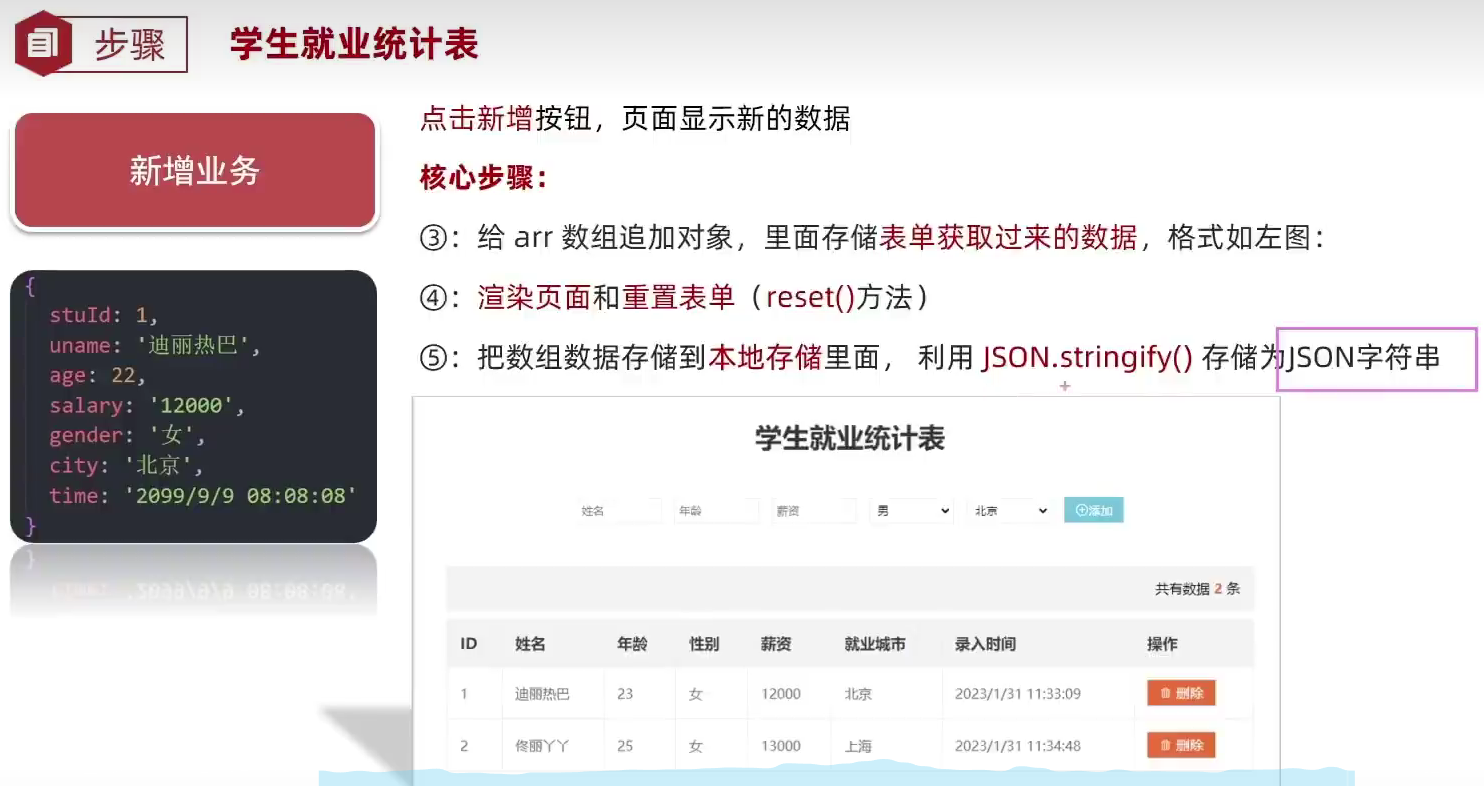 步骤
学生就业统计表
新增业务
点击新增按钮，页面显示新的数据
核心步骤：
③：给 arr 数组追加对象，里面存储表单获取过来的数据，格式如左图：
④：渲染页面和重置表单（reset()方法）
⑤：把数组数据存储到本地存储里面， 利用 JSON.stringify() 存储为JSON字符串
{
stuId: 1,
uname: '迪丽热巴',
age: 22,
salary: '12000',
gender: '女',
city: '北京',
time: '2099/9/9 08:08:08'
}
学生就业统计表
姓名 年龄 薪资 男 北京 添加
共有数据 2 条
ID 姓名 年龄 性别 薪资 就业城市 录入时间 操作
1 迪丽热巴 23 女 12000 北京 2023/1/31 11:33:09 删除
2 佟丽丫丫 25 女 13000 上海 2023/1/31 11:34:48 删除